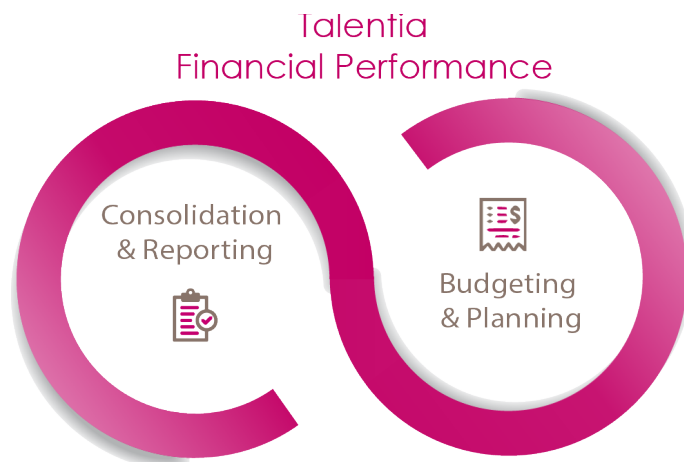 Talentia
Financial Performance
Consolidation
& Reporting
Budgeting
& Planning